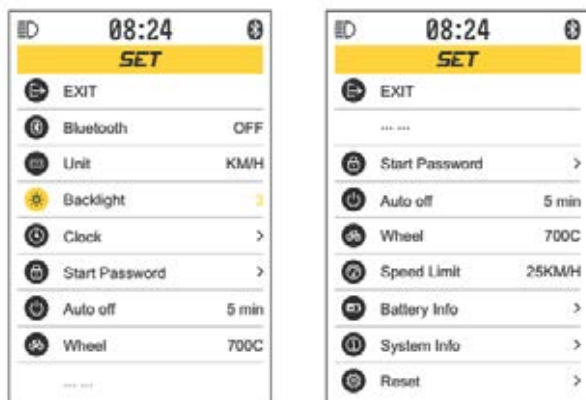 08:24
SET
EXIT
Bluetooth OFF
Unit KM/H
Backlight 3
Clock >
Start Password >
Auto off 5 min
Wheel 700C
... ...
08:24
SET
EXIT
... ...
Start Password >
Auto off 5 min
Wheel 700C
Speed Limit 25KM/H
Battery Info >
System Info >
Reset >